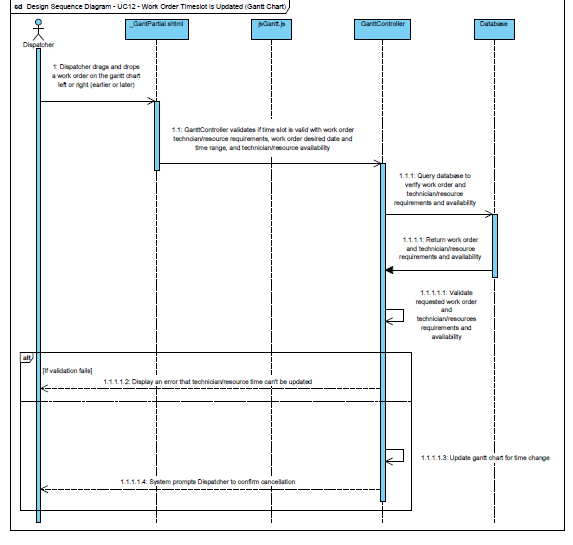 sd Design Sequence Diagram - UC12 - Work Order Timeslot Is Updated (Gantt Chart)
_GantPartial.shtml
jsGantt.js
GanttController
Database
Dispatcher
1: Dispatcher drags and drops
a work order on the gantt chart
left or right (earlier or later)
1.1: GanttController validates if time slot is valid with work order
technician/resource requirements, work order desired date and
time range, and technician/resource availability
1.1.1: Query database to
verify work order and
technician/resource
requirements and availability
1.1.1.1: Return work order
and technician/resource
requirements and availability
1.1.1.1.1: Validate
requested work order
and
technician/resources
requirements and
availability
alt
[If validation fails]
1.1.1.1.2: Display an error that technician/resource time can't be updated
1.1.1.1.3: Update gantt chart for time change
1.1.1.1.4: System prompts Dispatcher to confirm cancellation